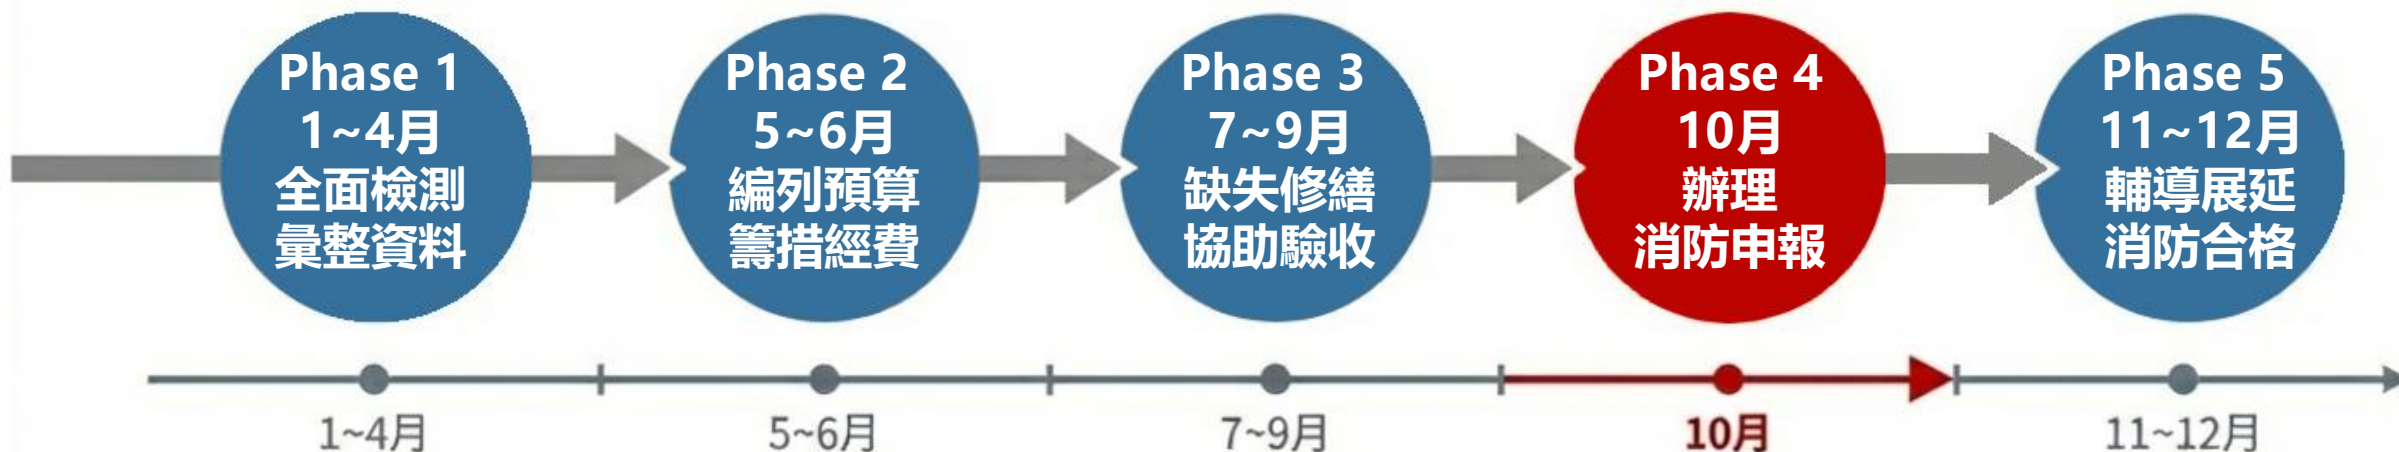 Phase 1
1~4月
全面檢測
彙整資料
Phase 2
5~6月
編列預算
籌措經費
Phase 3
7~9月
缺失修繕
協助驗收
Phase 4
10月
辦理
消防申報
Phase 5
11~12月
輔導展延
消防合格
1~4月
5~6月
7~9月
10月
11~12月